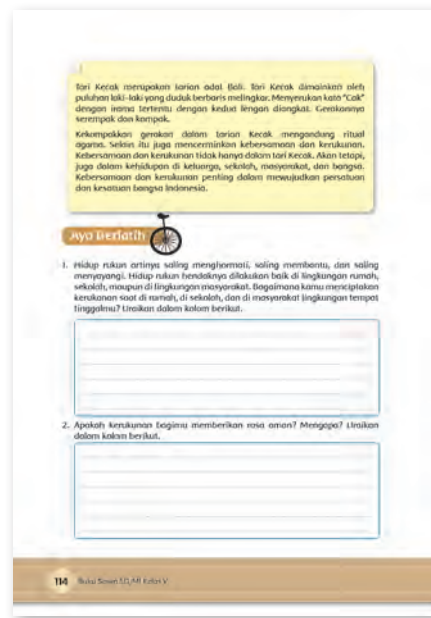 Tari Kecak merupakan tarian adat Bali. Tari Kecak dimainkan oleh
puluhan laki-laki yang duduk berbaris melingkar. Menyerukan kata "Cak"
dengan irama tertentu dengan kedua lengan diangkat. Gerakannya
serempak dan kompak.
Kekompakkan gerakan dalam tarian Kecak mengandung ritual
agama. Selain itu juga mencerminkan kebersamaan dan kerukunan.
Kebersamaan dan kerukunan tidak hanya dalam tari Kecak. Akan tetapi,
juga dalam kehidupan di keluarga, sekolah, masyarakat, dan bangsa.
Kebersamaan dan kerukunan penting dalam mewujudkan persatuan
dan kesatuan bangsa Indonesia.
Ayo Berlatih
1. Hidup rukun artinya saling menghormati, saling membantu, dan saling
menyayangi. Hidup rukun hendaknya dilakukan baik di lingkungan rumah,
sekolah, maupun di lingkungan masyarakat. Bagaimana kamu menciptakan
kerukunan saat di rumah, di sekolah, dan di masyarakat lingkungan tempat
tinggalmu? Uraikan dalam kolom berikut.
2. Apakah kerukunan bagimu memberikan rasa aman? Mengapa? Uraikan
dalam kolom berikut.
114 Buku Siswa SD/MI Kelas V